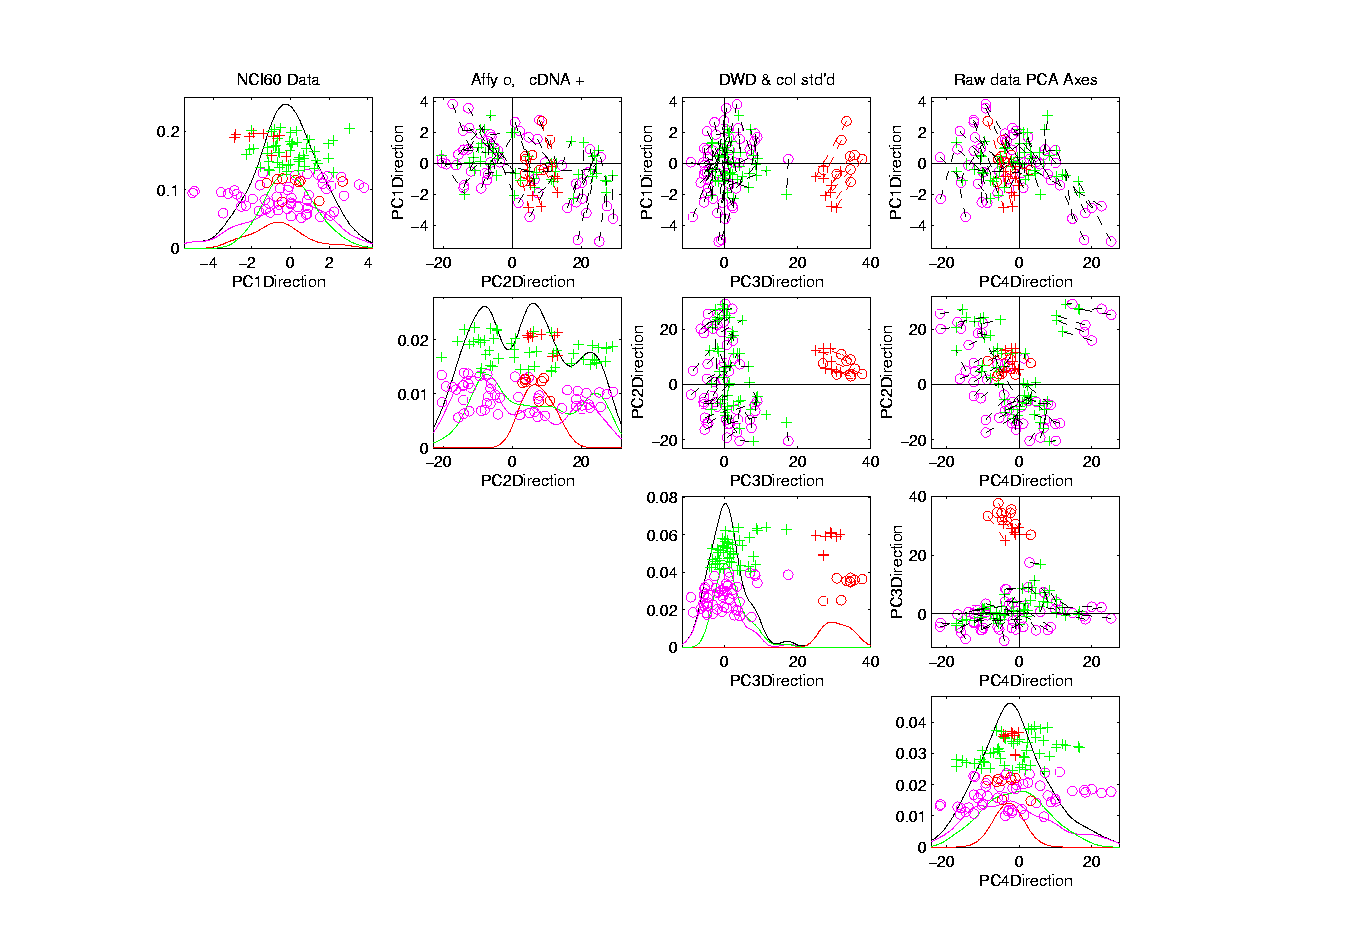 NCI60 Data
Affy o,   cDNA +
DWD & col std'd
Raw data PCA Axes
0.2
0.1
0
−4 −2 0 2 4
PC1Direction
PC1Direction
4
2
0
−2
−4
−20 0 20
PC2Direction
PC1Direction
4
2
0
−2
−4
0 20 40
PC3Direction
PC1Direction
4
2
0
−2
−4
−20 0 20
PC4Direction
0.02
0.01
0
−20 0 20
PC2Direction
PC2Direction
20
0
−20
0 20 40
PC3Direction
PC2Direction
20
0
−20
−20 0 20
PC4Direction
0.08
0.06
0.04
0.02
0
0 20 40
PC3Direction
PC3Direction
40
20
0
−20 0 20
PC4Direction
0.04
0.03
0.02
0.01
0
−20 0 20
PC4Direction